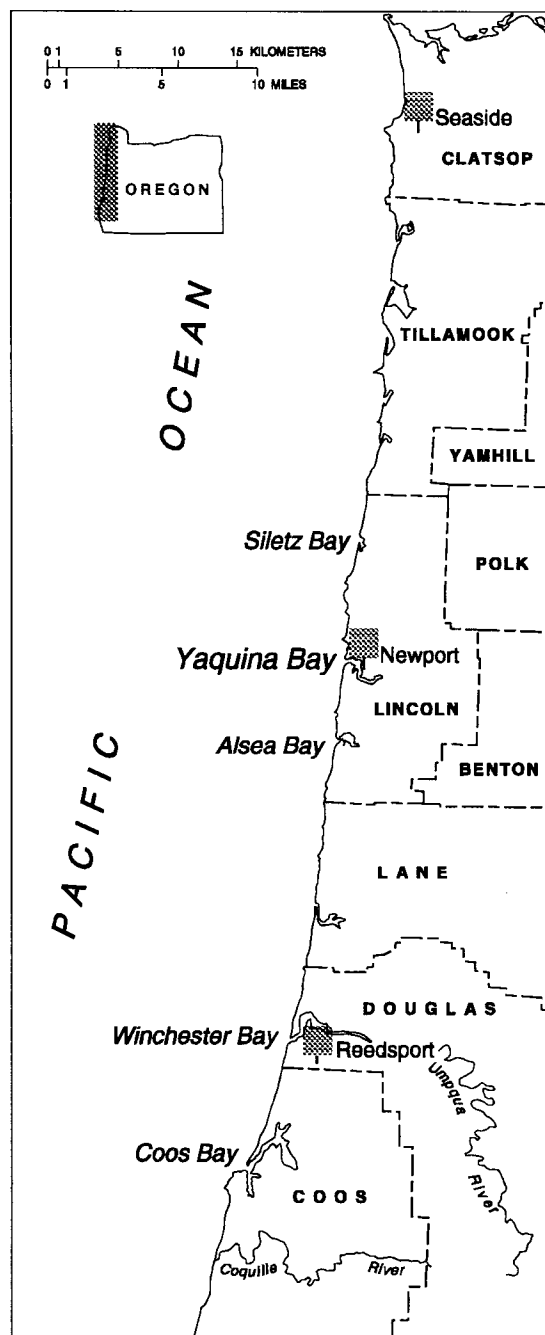 0 1 5 10 15 KILOMETERS
0 1 5 10 MILES
Seaside
CLATSOP
OREGON
OCEAN
TILLAMOOK
YAMHILL
Siletz Bay
POLK
Yaquina Bay
Newport
LINCOLN
Alsea Bay
BENTON
PACIFIC
LANE
DOUGLAS
Winchester Bay
Reedsport
Umpqua
River
Coos Bay
COOS
Coquille River